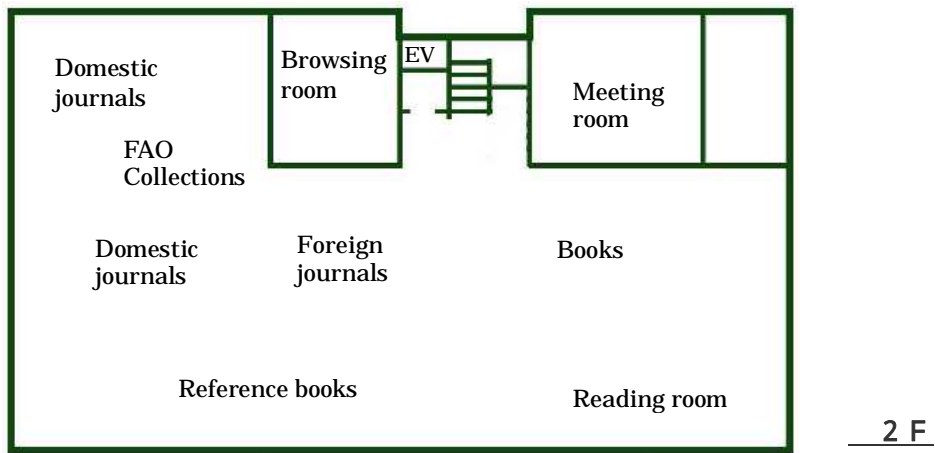 Domestic
journals
Browsing
room
EV
Meeting
room
FAO
Collections
Domestic
journals
Foreign
journals
Books
Reference books
Reading room
2 F